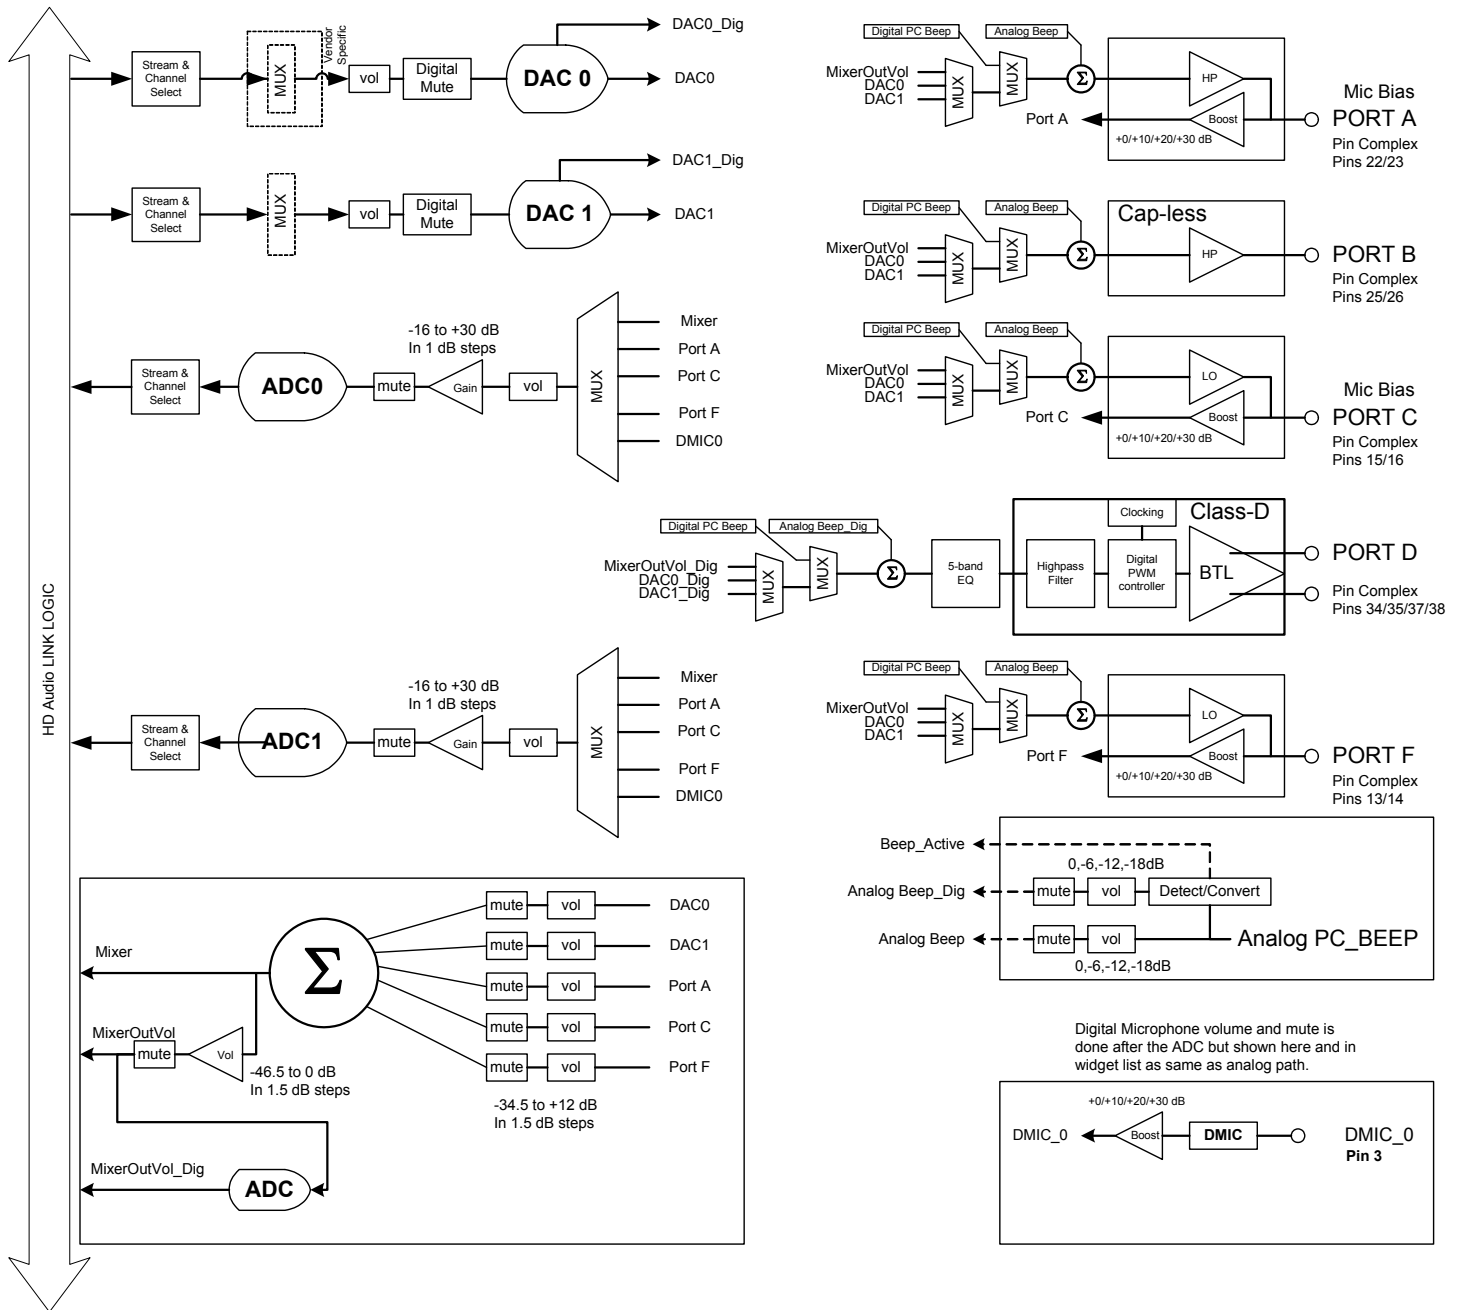 HD Audio LINK LOGIC
Stream &
Channel
Select
MUX
Vendor
Specific
vol
Digital
Mute
DAC 0
DAC0_Dig
DAC0
Stream &
Channel
Select
MUX
vol
Digital
Mute
DAC 1
DAC1_Dig
DAC1
Stream &
Channel
Select
ADC0
mute
-16 to +30 dB
In 1 dB steps
Gain
vol
MUX
Mixer
Port A
Port C
Port F
DMIC0
Stream &
Channel
Select
ADC1
mute
-16 to +30 dB
In 1 dB steps
Gain
vol
MUX
Mixer
Port A
Port C
Port F
DMIC0
Mixer
MixerOutVol
mute
Vol
-46.5 to 0 dB
In 1.5 dB steps
MixerOutVol_Dig
ADC
Σ
mute
vol
DAC0
mute
vol
DAC1
mute
vol
Port A
mute
vol
Port C
mute
vol
Port F
-34.5 to +12 dB
In 1.5 dB steps
Digital PC Beep
Analog Beep
MixerOutVol
DAC0
DAC1
MUX
MUX
Σ
HP
Port A
Boost
+0/+10/+20/+30 dB
Mic Bias
PORT A
Pin Complex
Pins 22/23
Digital PC Beep
Analog Beep
MixerOutVol
DAC0
DAC1
MUX
MUX
Σ
Cap-less
HP
PORT B
Pin Complex
Pins 25/26
Digital PC Beep
Analog Beep
MixerOutVol
DAC0
DAC1
MUX
MUX
Σ
LO
Port C
Boost
+0/+10/+20/+30 dB
Mic Bias
PORT C
Pin Complex
Pins 15/16
Digital PC Beep
Analog Beep_Dig
MixerOutVol_Dig
DAC0_Dig
DAC1_Dig
MUX
MUX
Σ
5-band
EQ
Highpass
Filter
Clocking
Digital
PWM
controller
Class-D
BTL
PORT D
Pin Complex
Pins 34/35/37/38
Digital PC Beep
Analog Beep
MixerOutVol
DAC0
DAC1
MUX
MUX
Σ
LO
Port F
Boost
+0/+10/+20/+30 dB
PORT F
Pin Complex
Pins 13/14
Beep_Active
0,-6,-12,-18dB
Analog Beep_Dig
mute
vol
Detect/Convert
Analog Beep
mute
vol
Analog PC_BEEP
0,-6,-12,-18dB
Digital Microphone volume and mute is
done after the ADC but shown here and in
widget list as same as analog path.
+0/+10/+20/+30 dB
DMIC_0
Boost
DMIC
DMIC_0
Pin 3